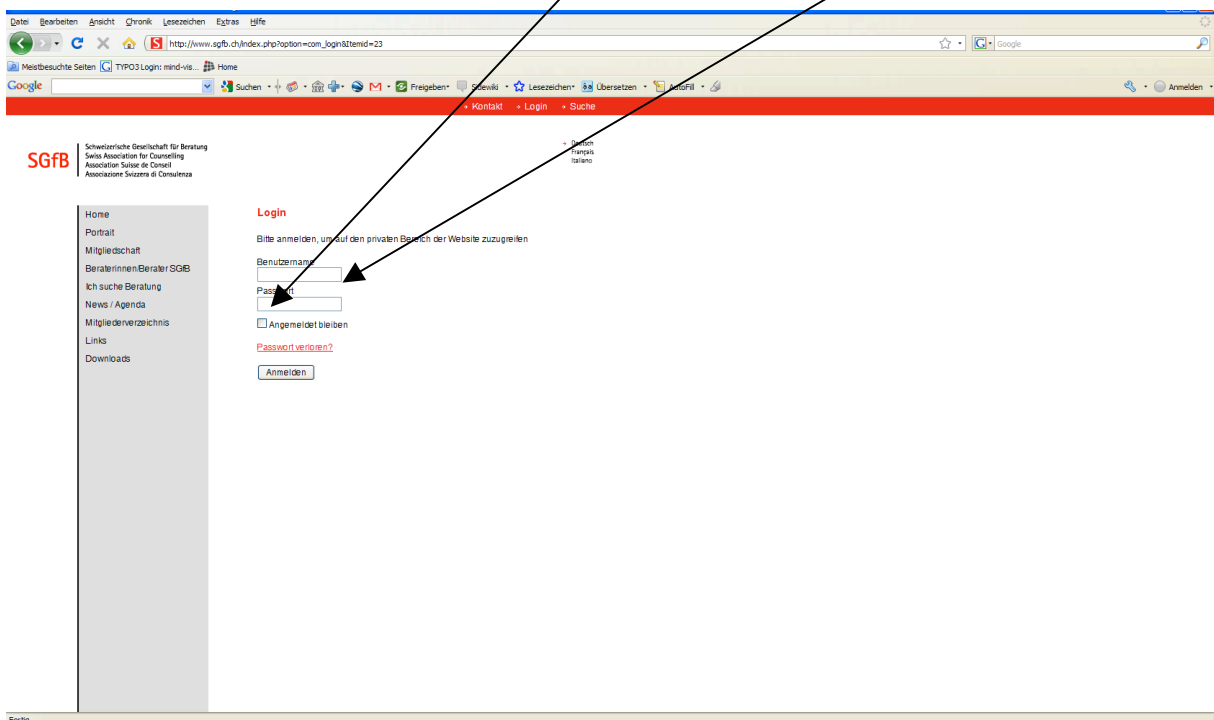 Datei Bearbeiten Ansicht Chronik Lesezeichen Extras Hilfe
http://www.sgfb.ch/index.php?option=com_login&Itemid=23
Google
Meistbesuchte Seiten TYPO3 Login: mind-vis... Home
Google Suchen Freigeben Sidewiki Lesezeichen Übersetzen AutoFill Anmelden
Kontakt Login Suche
SGfB
Schweizerische Gesellschaft für Beratung
Swiss Association for Counselling
Association Suisse de Conseil
Associazione Svizzera di Consulenza
Deutsch
Français
Italiano
Home
Portrait
Mitgliedschaft
Beraterinnen/Berater SGfB
Ich suche Beratung
News / Agenda
Mitgliederverzeichnis
Links
Downloads
Login
Bitte anmelden, um auf den privaten Bereich der Website zuzugreifen
Benutzername
Passwort
Angemeldet bleiben
Passwort verloren?
Anmelden
Fertig